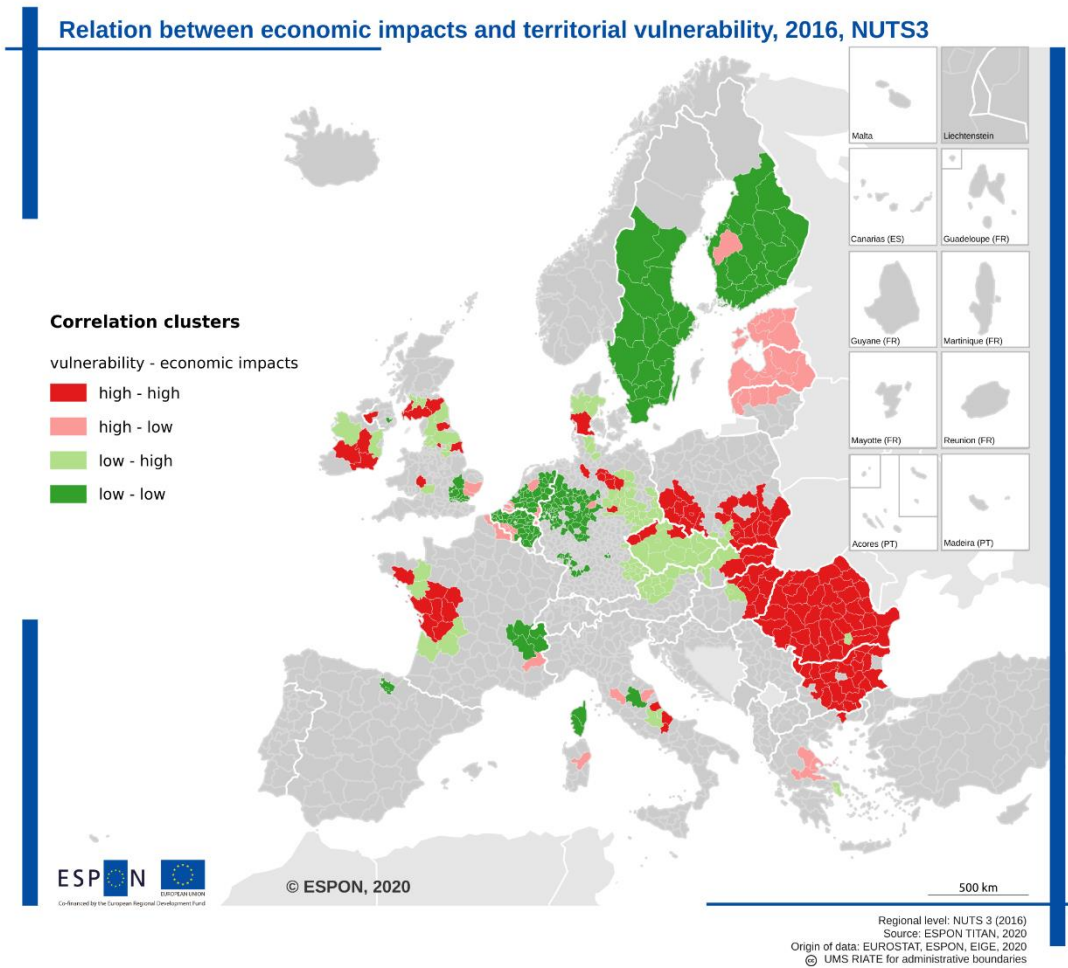 Relation between economic impacts and territorial vulnerability, 2016, NUTS3
Malta
Liechtenstein
Canarias (ES)
Guadeloupe (FR)
Guyane (FR)
Martinique (FR)
Mayotte (FR)
Reunion (FR)
Acores (PT)
Madeira (PT)
Correlation clusters
vulnerability - economic impacts
high - high
high - low
low - high
low - low
ESPON
EUROPEAN UNION
Co-financed by the European Regional Development Fund
© ESPON, 2020
500 km
Regional level: NUTS 3 (2016)
Source: ESPON TITAN, 2020
Origin of data: EUROSTAT, ESPON, EIGE, 2020
cc UMS RIATE for administrative boundaries